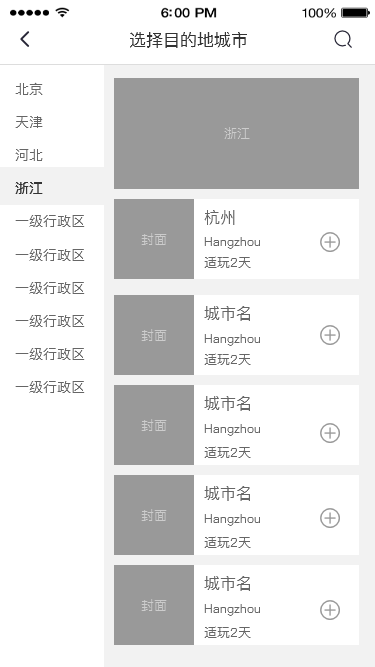 6:00 PM
100%
选择目的地城市
北京
天津
河北
浙江
一级行政区
一级行政区
一级行政区
一级行政区
一级行政区
一级行政区
浙江
封面
杭州
Hangzhou
适玩2天
封面
城市名
Hangzhou
适玩2天
封面
城市名
Hangzhou
适玩2天
封面
城市名
Hangzhou
适玩2天
封面
城市名
Hangzhou
适玩2天